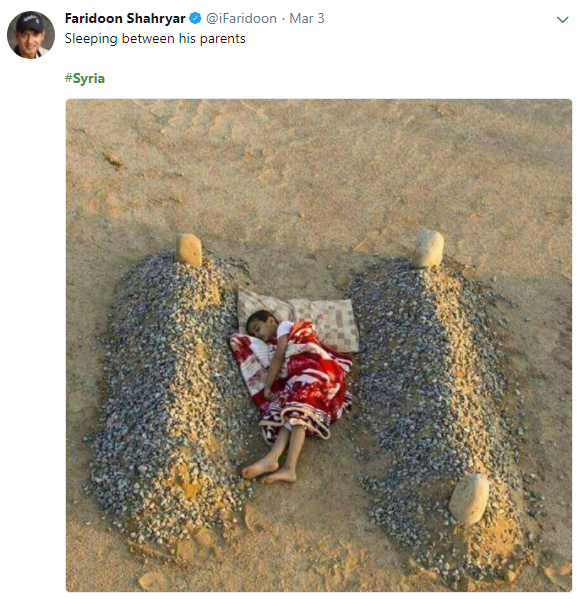 Faridoon Shahryar @iFaridoon · Mar 3
Sleeping between his parents
#Syria